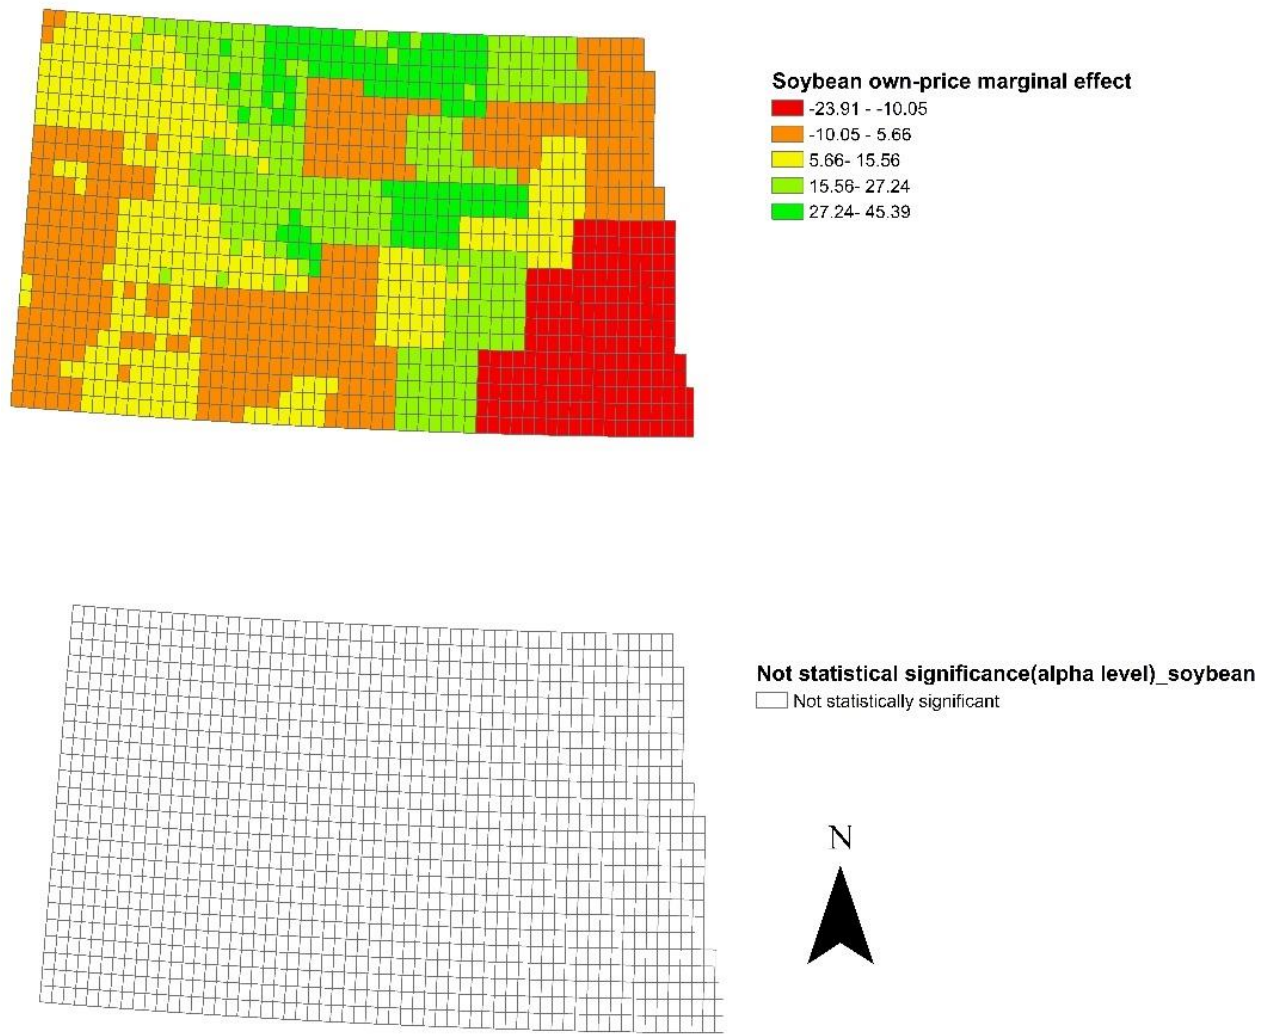 Soybean own-price marginal effect
-23.91 - -10.05
-10.05 - 5.66
5.66- 15.56
15.56- 27.24
27.24- 45.39
Not statistical significance(alpha level)_soybean
Not statistically significant
N